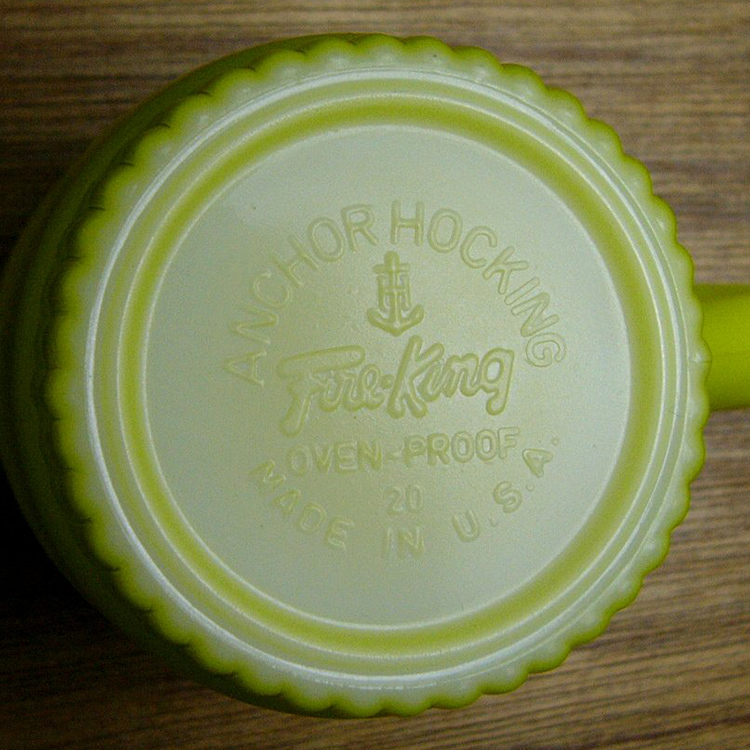 ANCHOR HOCKING
H
Fire-King
OVEN-PROOF
20
MADE IN U.S.A.